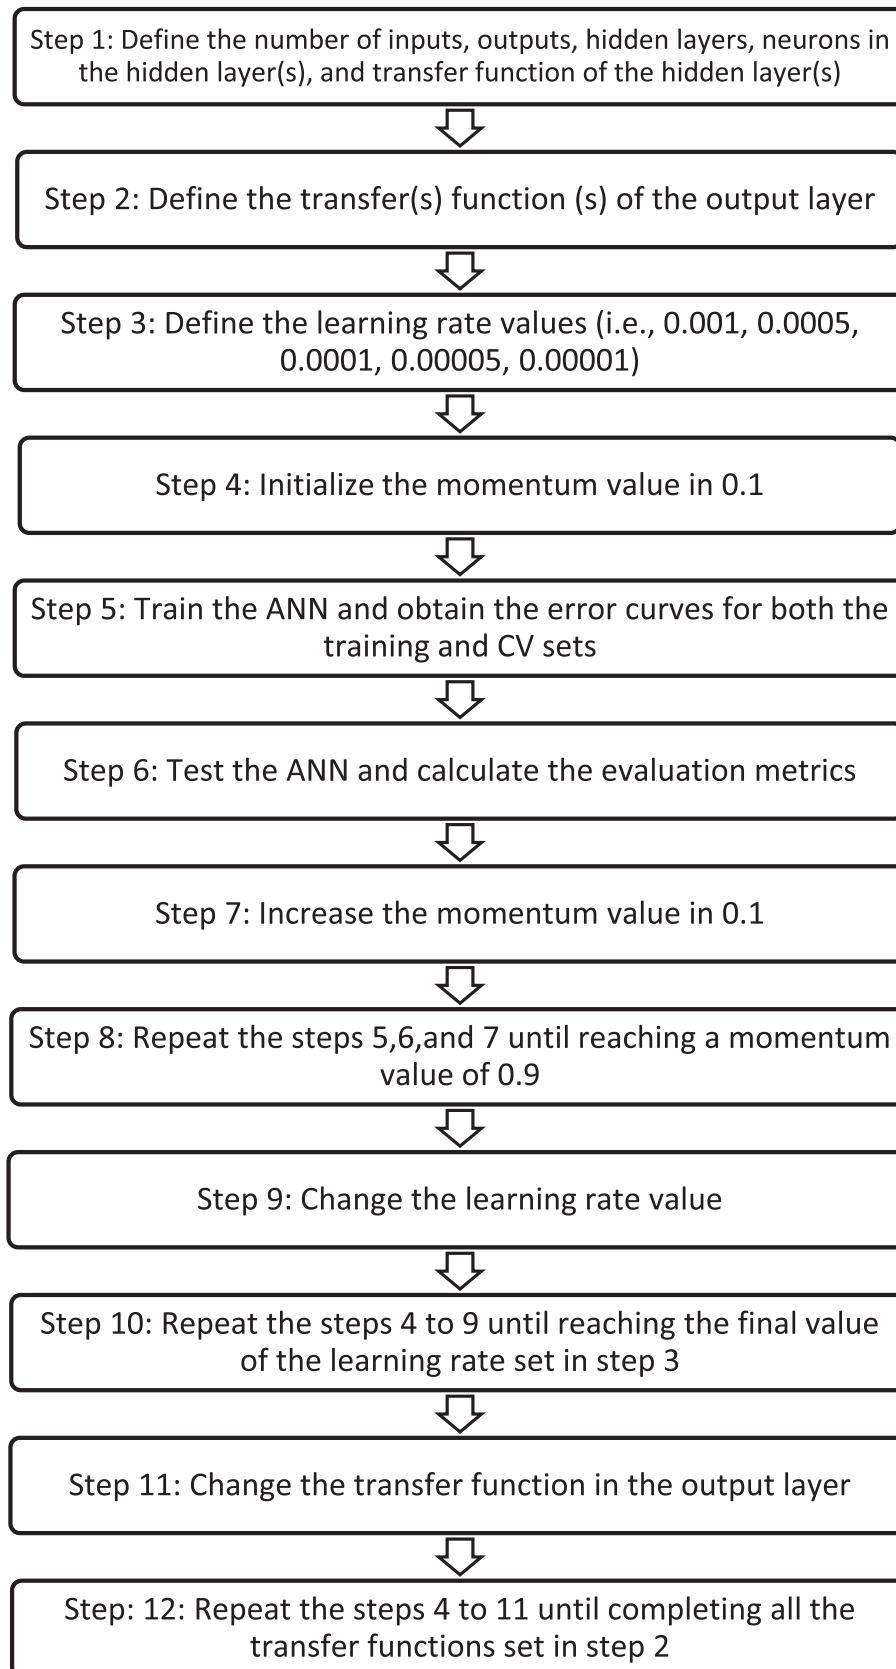 Step 1: Define the number of inputs, outputs, hidden layers, neurons in
the hidden layer(s), and transfer function of the hidden layer(s)
Step 2: Define the transfer(s) function (s) of the output layer
Step 3: Define the learning rate values (i.e., 0.001, 0.0005,
0.0001, 0.00005, 0.00001)
Step 4: Initialize the momentum value in 0.1
Step 5: Train the ANN and obtain the error curves for both the
training and CV sets
Step 6: Test the ANN and calculate the evaluation metrics
Step 7: Increase the momentum value in 0.1
Step 8: Repeat the steps 5,6,and 7 until reaching a momentum
value of 0.9
Step 9: Change the learning rate value
Step 10: Repeat the steps 4 to 9 until reaching the final value
of the learning rate set in step 3
Step 11: Change the transfer function in the output layer
Step: 12: Repeat the steps 4 to 11 until completing all the
transfer functions set in step 2